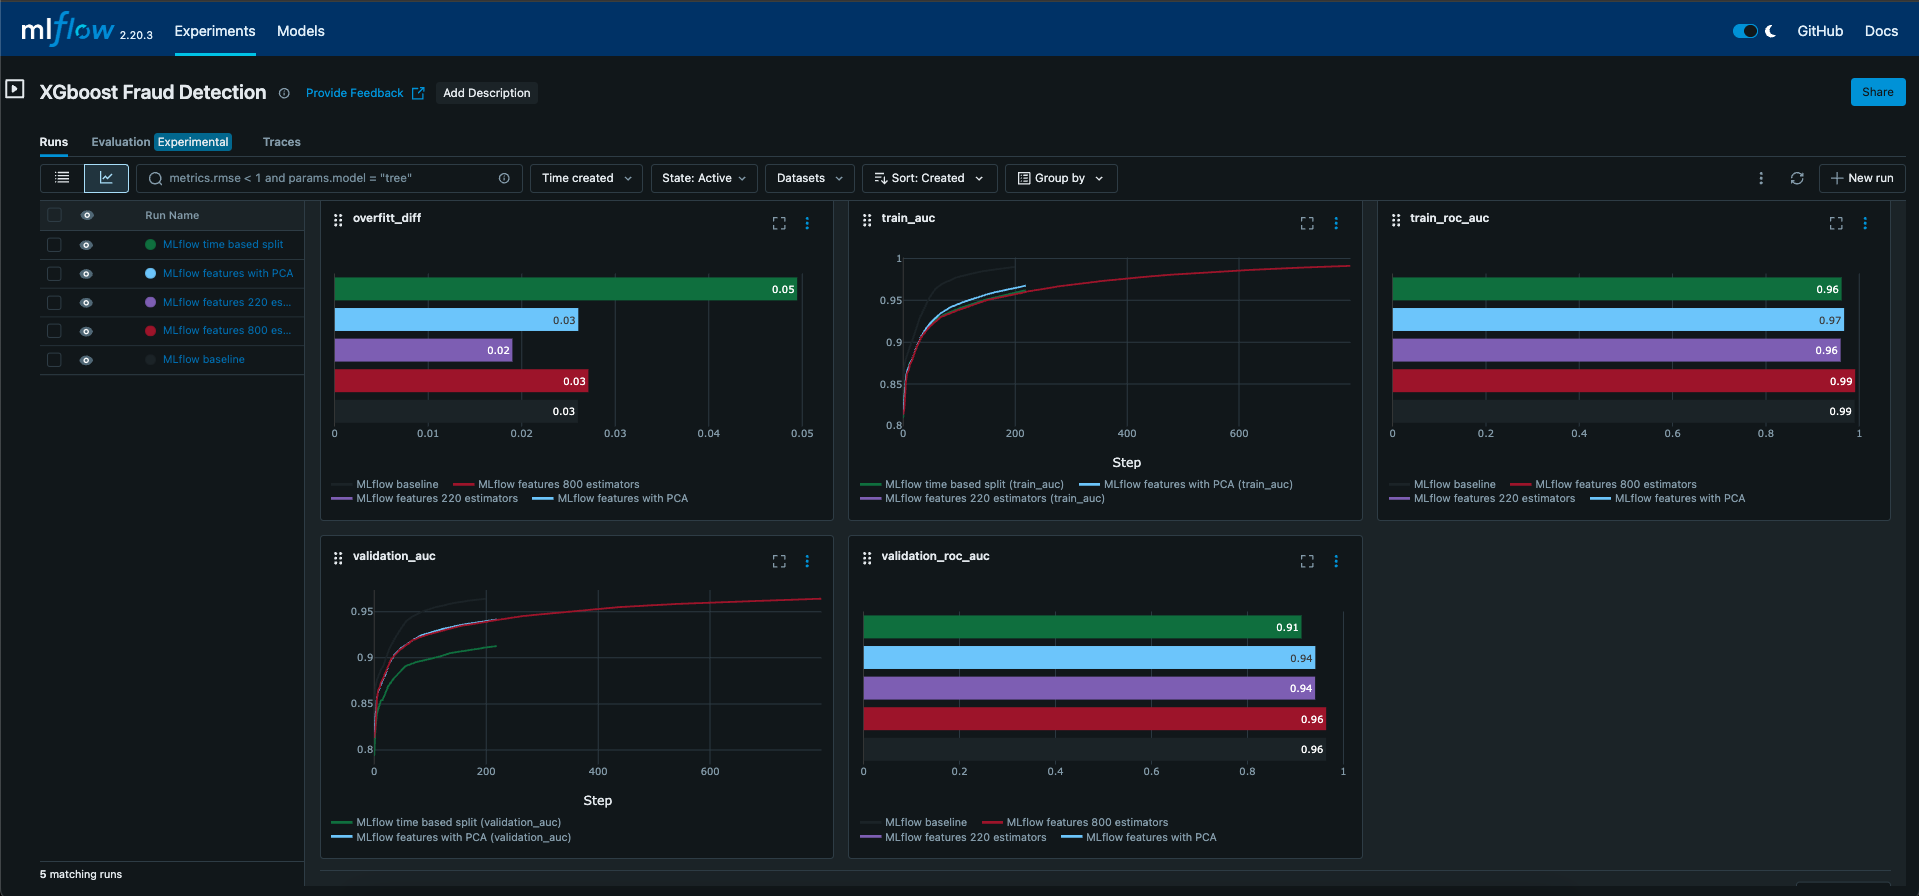 mlflow 2.20.3 Experiments Models GitHub Docs
XGboost Fraud Detection Provide Feedback Add Description Share
Runs Evaluation Experimental Traces
metrics.rmse < 1 and params.model = "tree" Time created State: Active Datasets Sort: Created Group by New run
Run Name
MLflow time based split
MLflow features with PCA
MLflow features 220 es...
MLflow features 800 es...
MLflow baseline
5 matching runs
overfitt_diff
0.05
0.03
0.02
0.03
0.03
0 0.01 0.02 0.03 0.04 0.05
MLflow baseline MLflow features 800 estimators
MLflow features 220 estimators MLflow features with PCA
train_auc
1
0.95
0.9
0.85
0.8
0 200 400 600
Step
MLflow time based split (train_auc) MLflow features with PCA (train_auc)
MLflow features 220 estimators (train_auc)
train_roc_auc
0.96
0.97
0.96
0.99
0.99
0 0.2 0.4 0.6 0.8 1
MLflow baseline MLflow features 800 estimators
MLflow features 220 estimators MLflow features with PCA
validation_auc
0.95
0.9
0.85
0.8
0 200 400 600
Step
MLflow time based split (validation_auc)
MLflow features with PCA (validation_auc)
validation_roc_auc
0.91
0.94
0.94
0.96
0.96
0 0.2 0.4 0.6 0.8 1
MLflow baseline MLflow features 800 estimators
MLflow features 220 estimators MLflow features with PCA